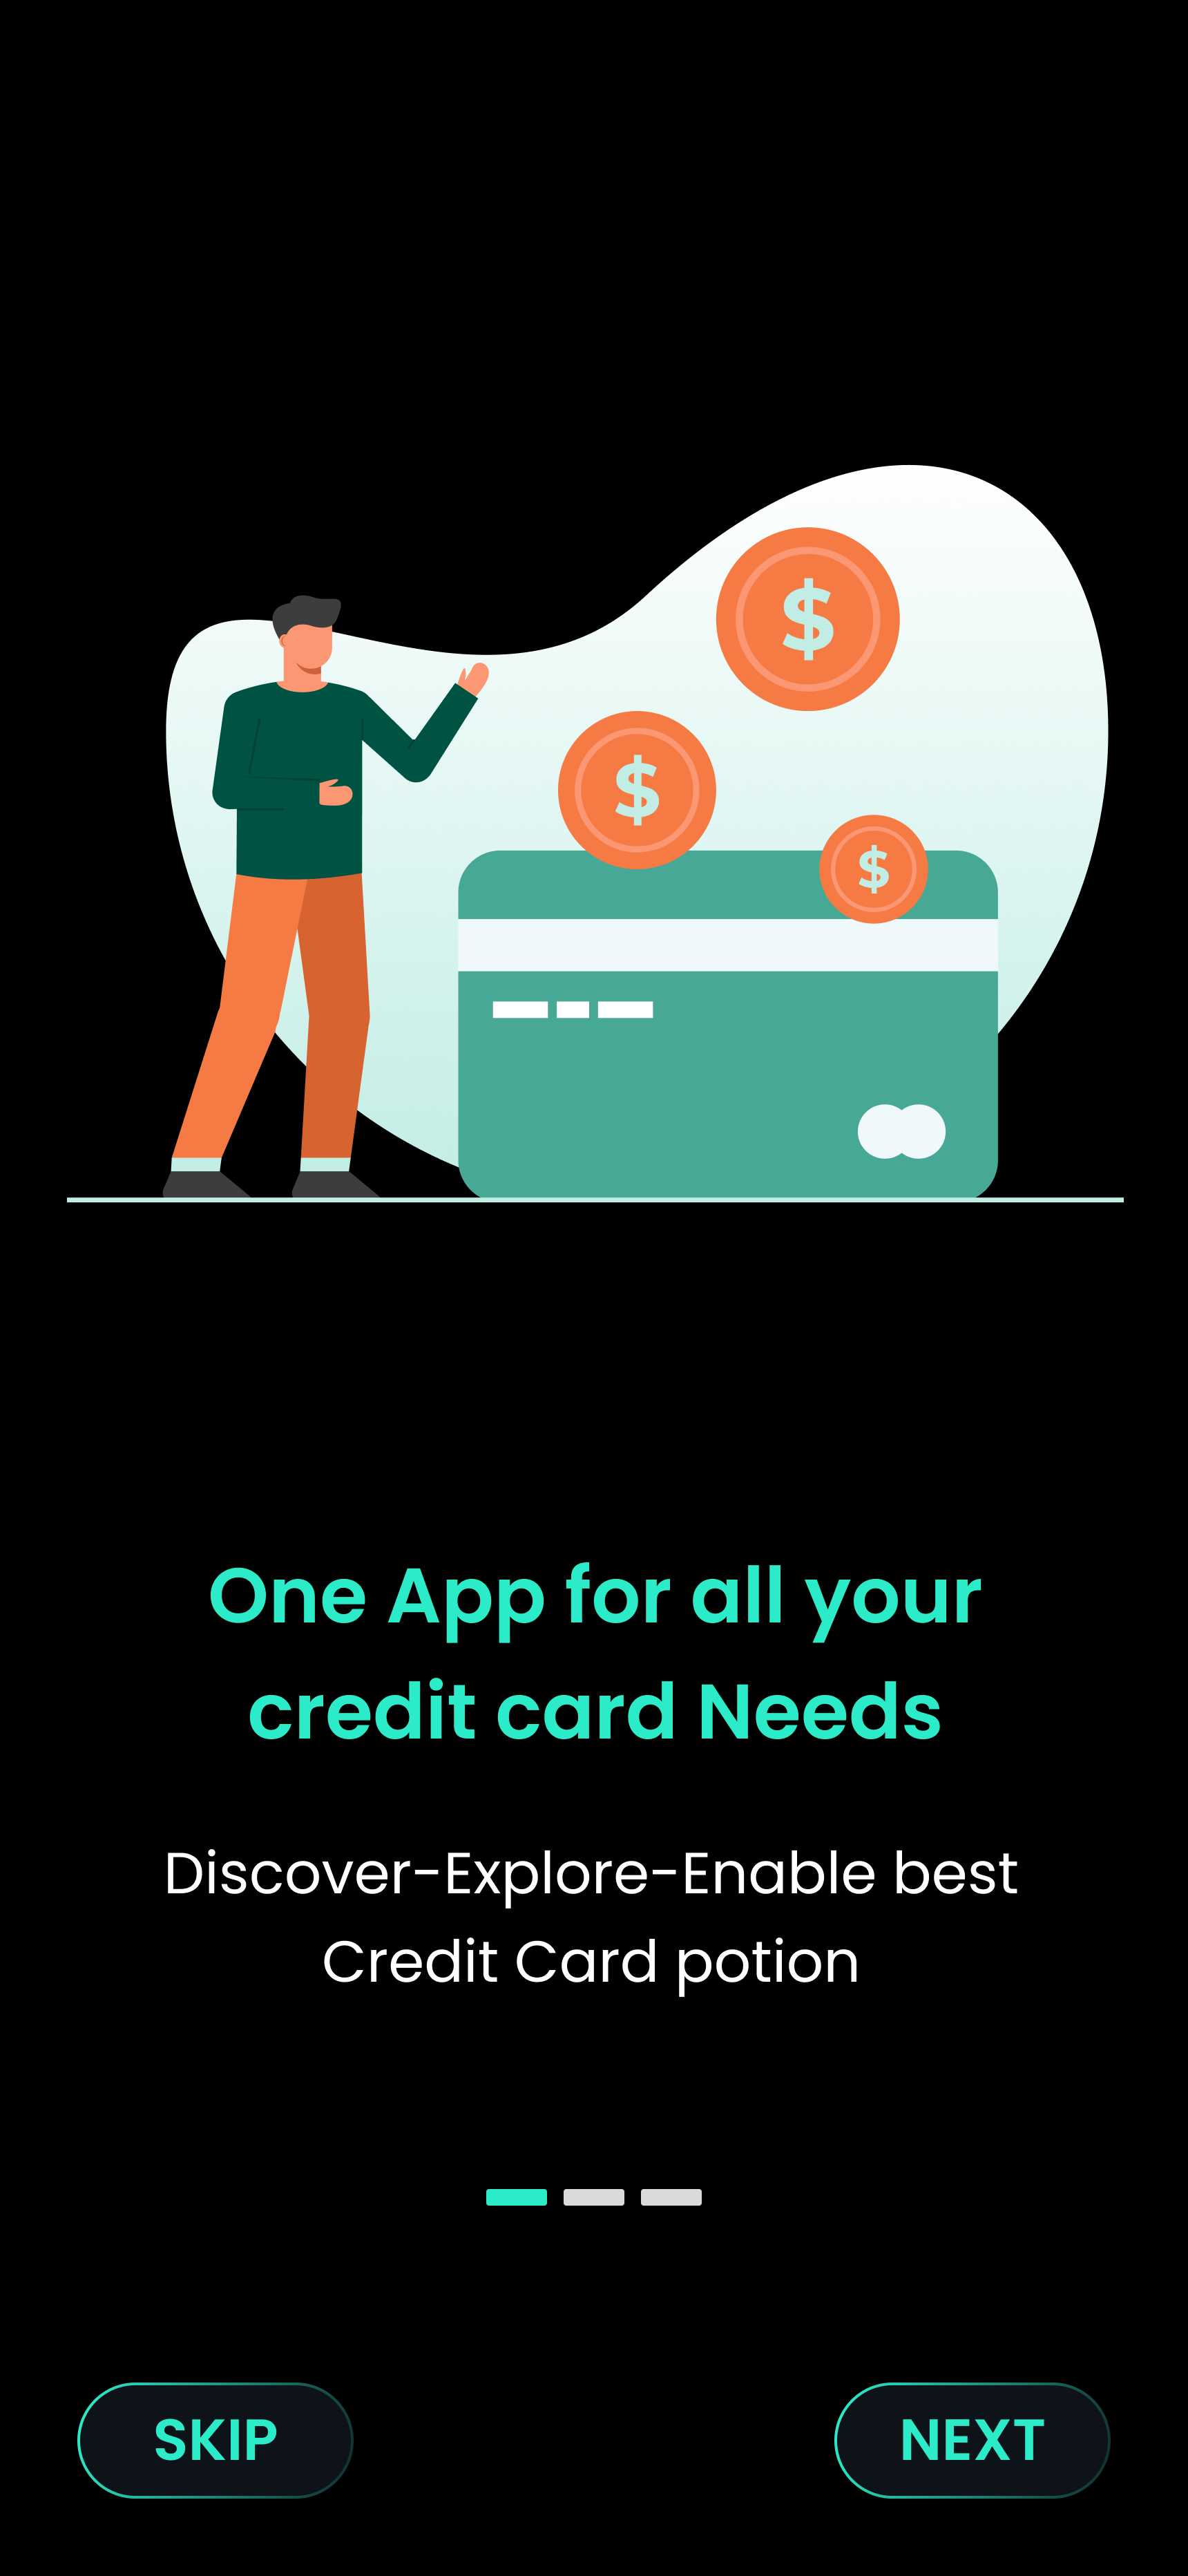 $
$
$
One App for all your
credit card Needs
Discover-Explore-Enable best
Credit Card potion
SKIP
NEXT